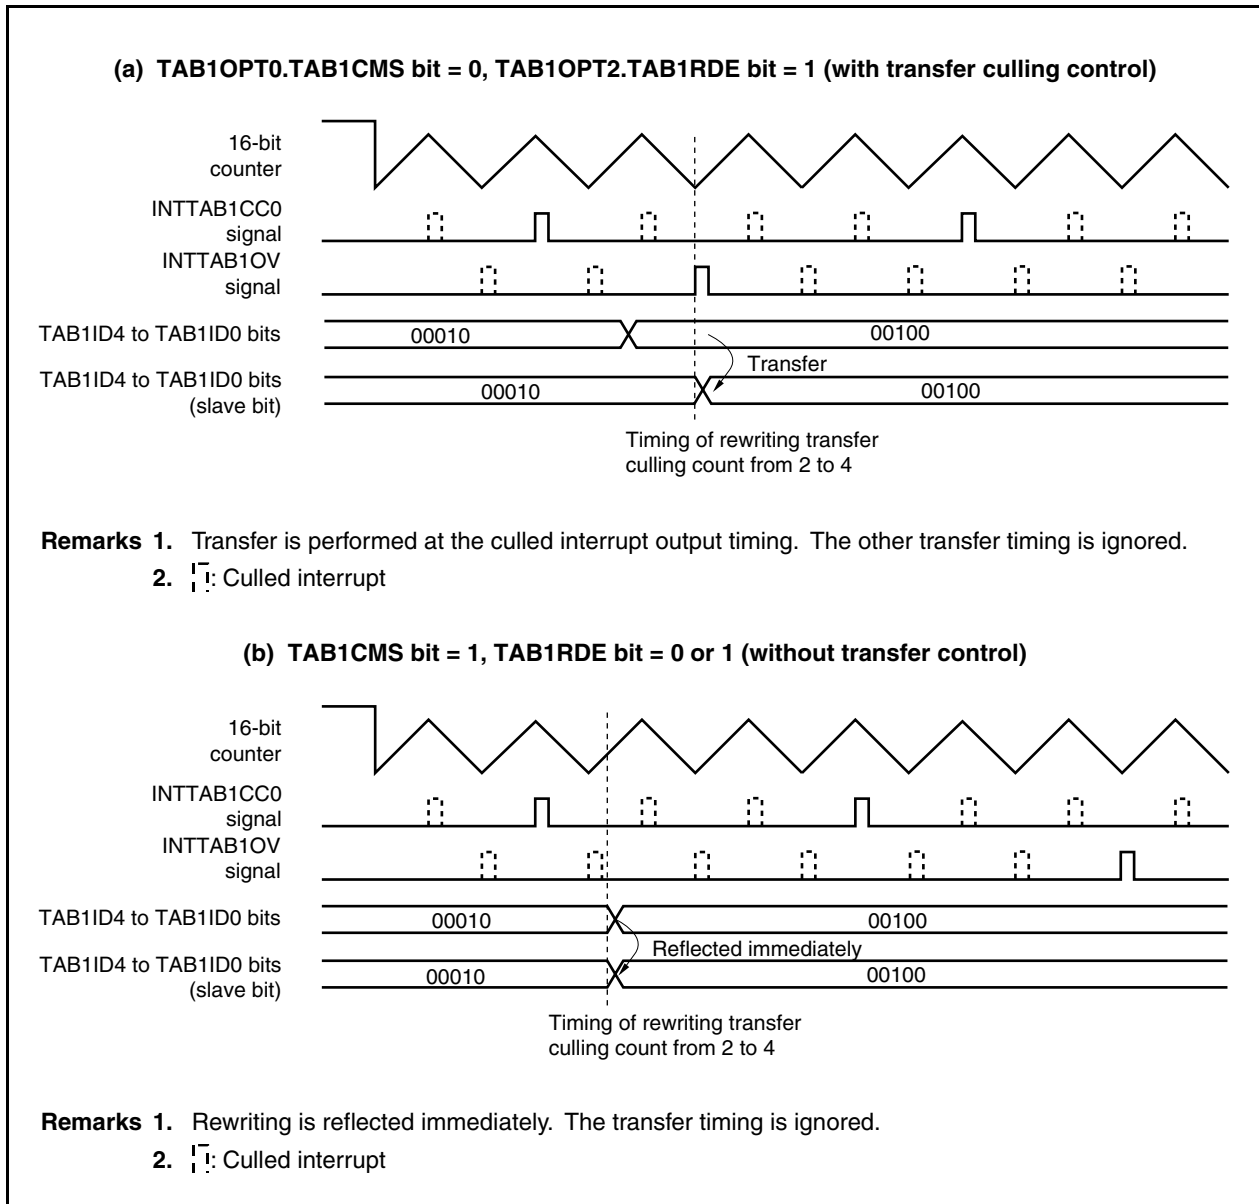 (a) TAB1OPT0.TAB1CMS bit = 0, TAB1OPT2.TAB1RDE bit = 1 (with transfer culling control)
16-bit
counter
INTTAB1CC0
signal
INTTAB1OV
signal
TAB1ID4 to TAB1ID0 bits
00010
00100
Transfer
TAB1ID4 to TAB1ID0 bits
(slave bit)
00010
00100
Timing of rewriting transfer
culling count from 2 to 4
Remarks 1. Transfer is performed at the culled interrupt output timing. The other transfer timing is ignored.
2. : Culled interrupt
(b) TAB1CMS bit = 1, TAB1RDE bit = 0 or 1 (without transfer control)
16-bit
counter
INTTAB1CC0
signal
INTTAB1OV
signal
TAB1ID4 to TAB1ID0 bits
00010
00100
Reflected immediately
TAB1ID4 to TAB1ID0 bits
(slave bit)
00010
00100
Timing of rewriting transfer
culling count from 2 to 4
Remarks 1. Rewriting is reflected immediately. The transfer timing is ignored.
2. : Culled interrupt